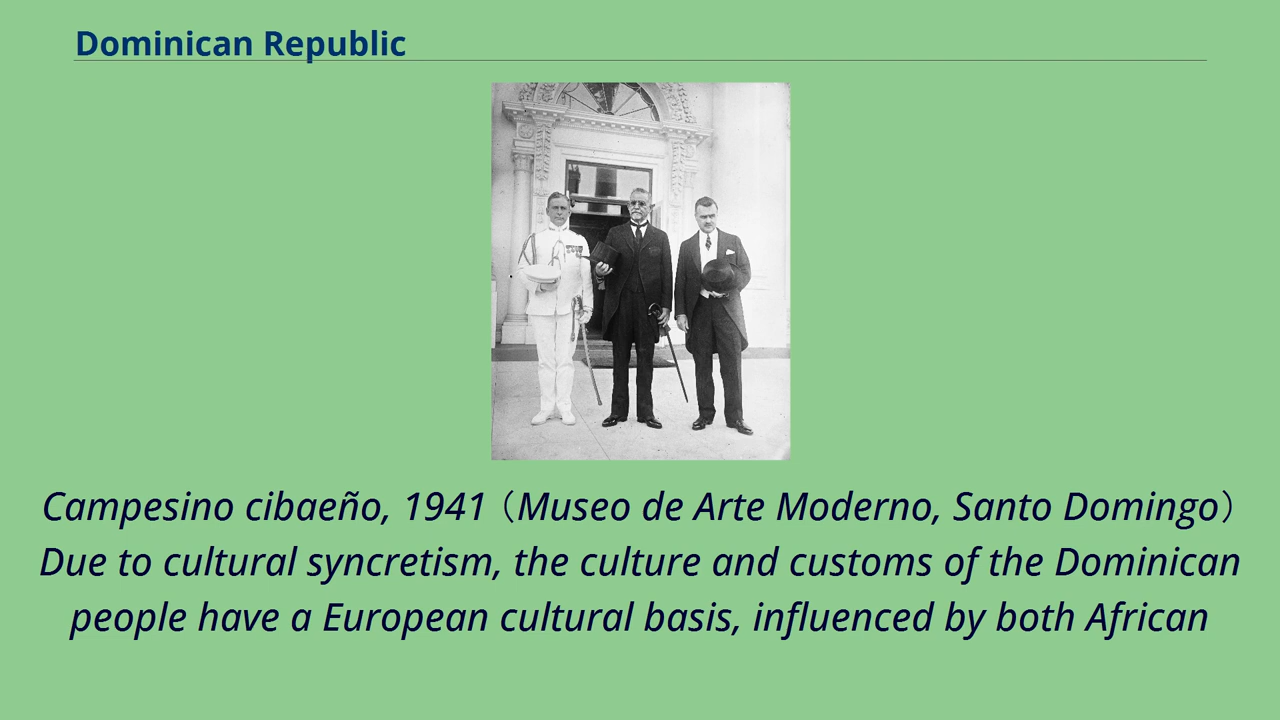 Dominican Republic
Campesino cibaeño, 1941（Museo de Arte Moderno, Santo Domingo）
Due to cultural syncretism, the culture and customs of the Dominican
people have a European cultural basis, influenced by both African